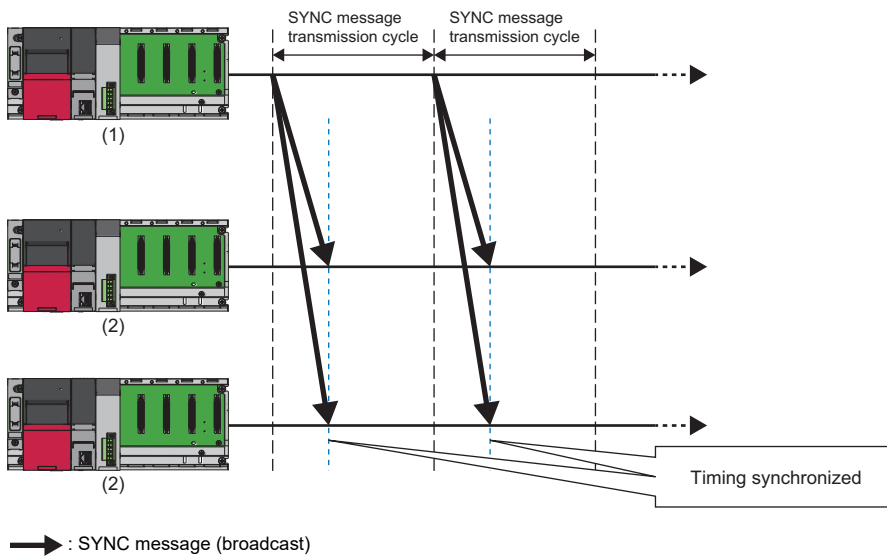 SYNC message
transmission cycle
SYNC message
transmission cycle
(1)
(2)
(2)
Timing synchronized
: SYNC message (broadcast)